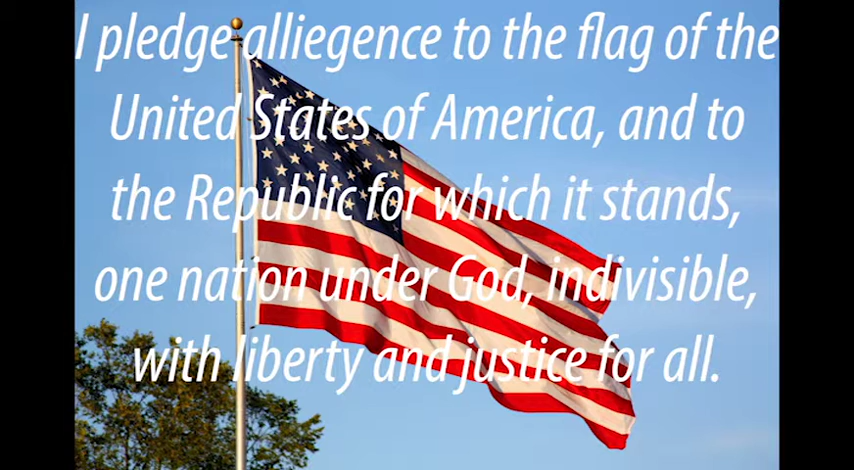 I pledge alliegence to the flag of the
United States of America, and to
the Republic for which it stands,
one nation under God, indivisible,
with liberty and justice for all.